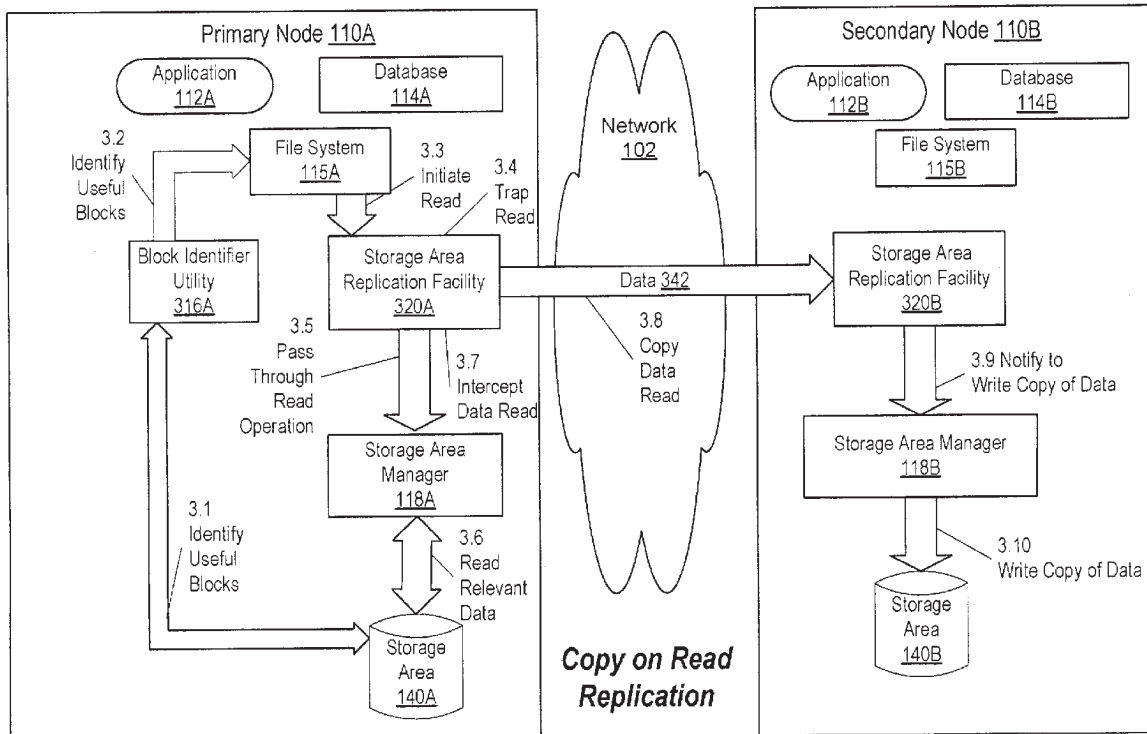 Primary Node 110A
Application
112A
Database
114A
3.2
Identify
Useful
Blocks
File System
115A
3.3
Initiate
Read
3.4
Trap
Read
Block Identifier
Utility
316A
Storage Area
Replication Facility
320A
3.5
Pass
Through
Read
Operation
3.7
Intercept
Data Read
Storage Area
Manager
118A
3.1
Identify
Useful
Blocks
3.6
Read
Relevant
Data
Storage
Area
140A
Network
102
Data 342
3.8
Copy
Data
Read
Copy on Read
Replication
Secondary Node 110B
Application
112B
Database
114B
File System
115B
Storage Area
Replication Facility
320B
3.9 Notify to
Write Copy of Data
Storage Area Manager
118B
3.10
Write Copy of Data
Storage
Area
140B